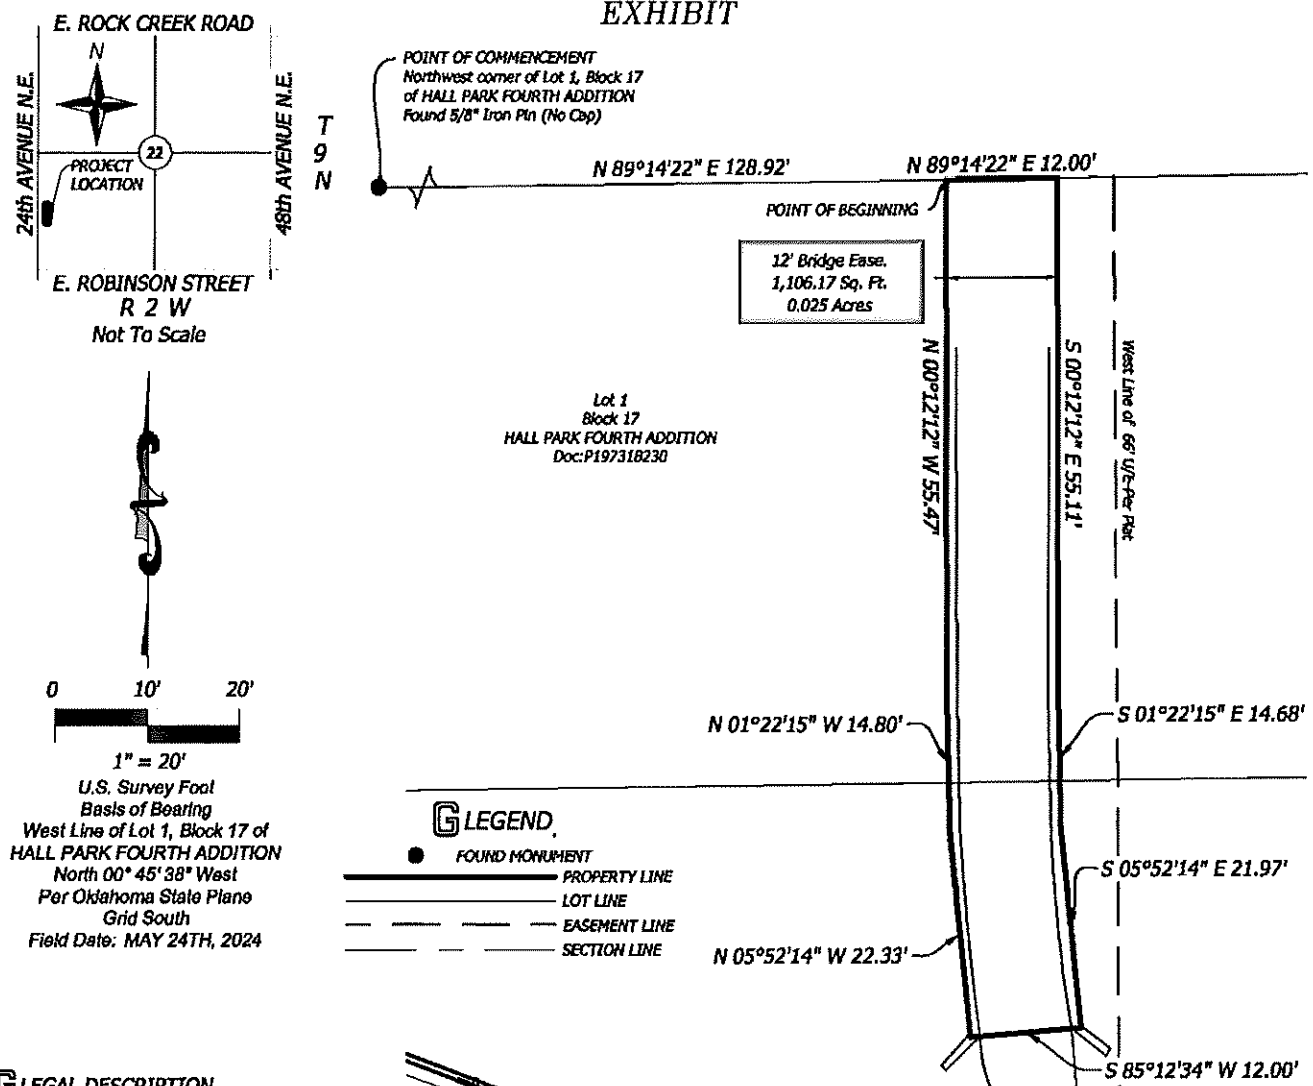 EXHIBIT
E. ROCK CREEK ROAD
N
24th AVENUE N.E.
48th AVENUE N.E.
22
PROJECT
LOCATION
E. ROBINSON STREET
R 2 W
Not To Scale
T
9
N
POINT OF COMMENCEMENT
Northwest corner of Lot 1, Block 17
of HALL PARK FOURTH ADDITION
Found 5/8" Iron Pin (No Cap)
N 89°14'22" E 128.92'
N 89°14'22" E 12.00'
POINT OF BEGINNING
12' Bridge Ease.
1,106.17 Sq. Ft.
0.025 Acres
N 00°12'12" W 55.47'
S 00°12'12" E 55.11'
West Line of 66' U/E-Per Plat
Lot 1
Block 17
HALL PARK FOURTH ADDITION
Doc:P197318230
0 10' 20'
1" = 20'
U.S. Survey Foot
Basis of Bearing
West Line of Lot 1, Block 17 of
HALL PARK FOURTH ADDITION
North 00° 45' 38" West
Per Oklahoma State Plane
Grid South
Field Date: MAY 24TH, 2024
N 01°22'15" W 14.80'
S 01°22'15" E 14.68'
LEGEND
FOUND MONUMENT
PROPERTY LINE
LOT LINE
EASEMENT LINE
SECTION LINE
S 05°52'14" E 21.97'
N 05°52'14" W 22.33'
S 85°12'34" W 12.00'
LEGAL DESCRIPTION